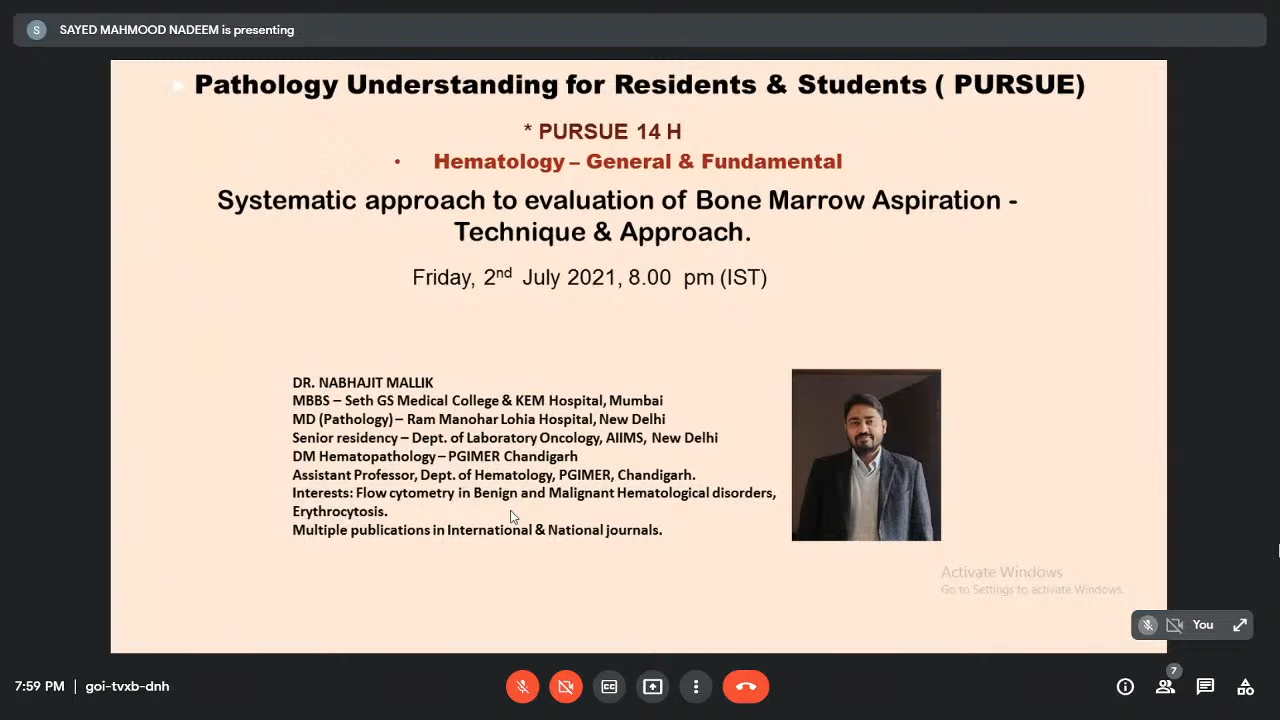 S SAYED MAHMOOD NADEEM is presenting
Pathology Understanding for Residents & Students ( PURSUE)
* PURSUE 14 H
• Hematology – General & Fundamental
Systematic approach to evaluation of Bone Marrow Aspiration -
Technique & Approach.
Friday, 2nd July 2021, 8.00 pm (IST)
DR. NABHAJIT MALLIK
MBBS – Seth GS Medical College & KEM Hospital, Mumbai
MD (Pathology) – Ram Manohar Lohia Hospital, New Delhi
Senior residency – Dept. of Laboratory Oncology, AIIMS, New Delhi
DM Hematopathology – PGIMER Chandigarh
Assistant Professor, Dept. of Hematology, PGIMER, Chandigarh.
Interests: Flow cytometry in Benign and Malignant Hematological disorders,
Erythrocytosis.
Multiple publications in International & National journals.
Activate Windows
Go to Settings to activate Windows.
You
7:59 PM | goi-tvxb-dnh
CC
7